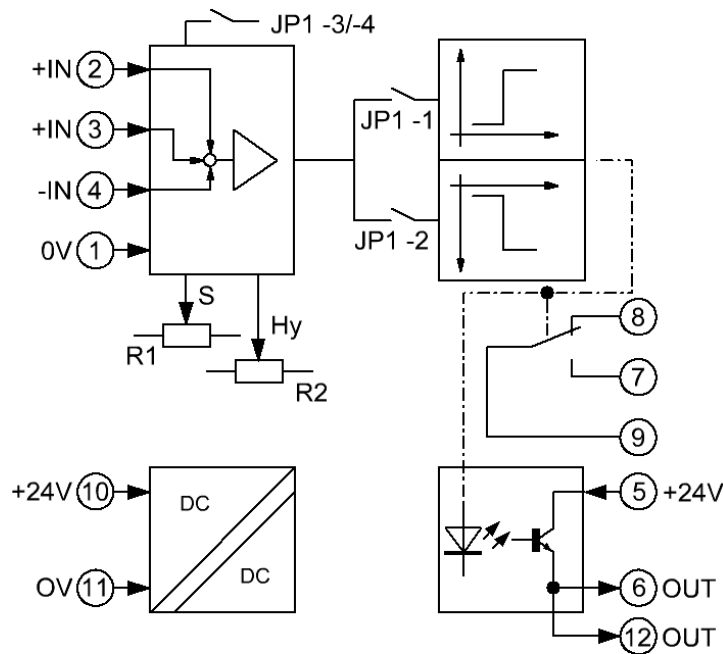 JP1 -3/-4
+IN 2
+IN 3
-IN 4
0V 1
JP1 -1
JP1 -2
S
Hy
R1
R2
8
7
9
+24V 10
OV 11
DC
DC
5 +24V
6 OUT
12 OUT